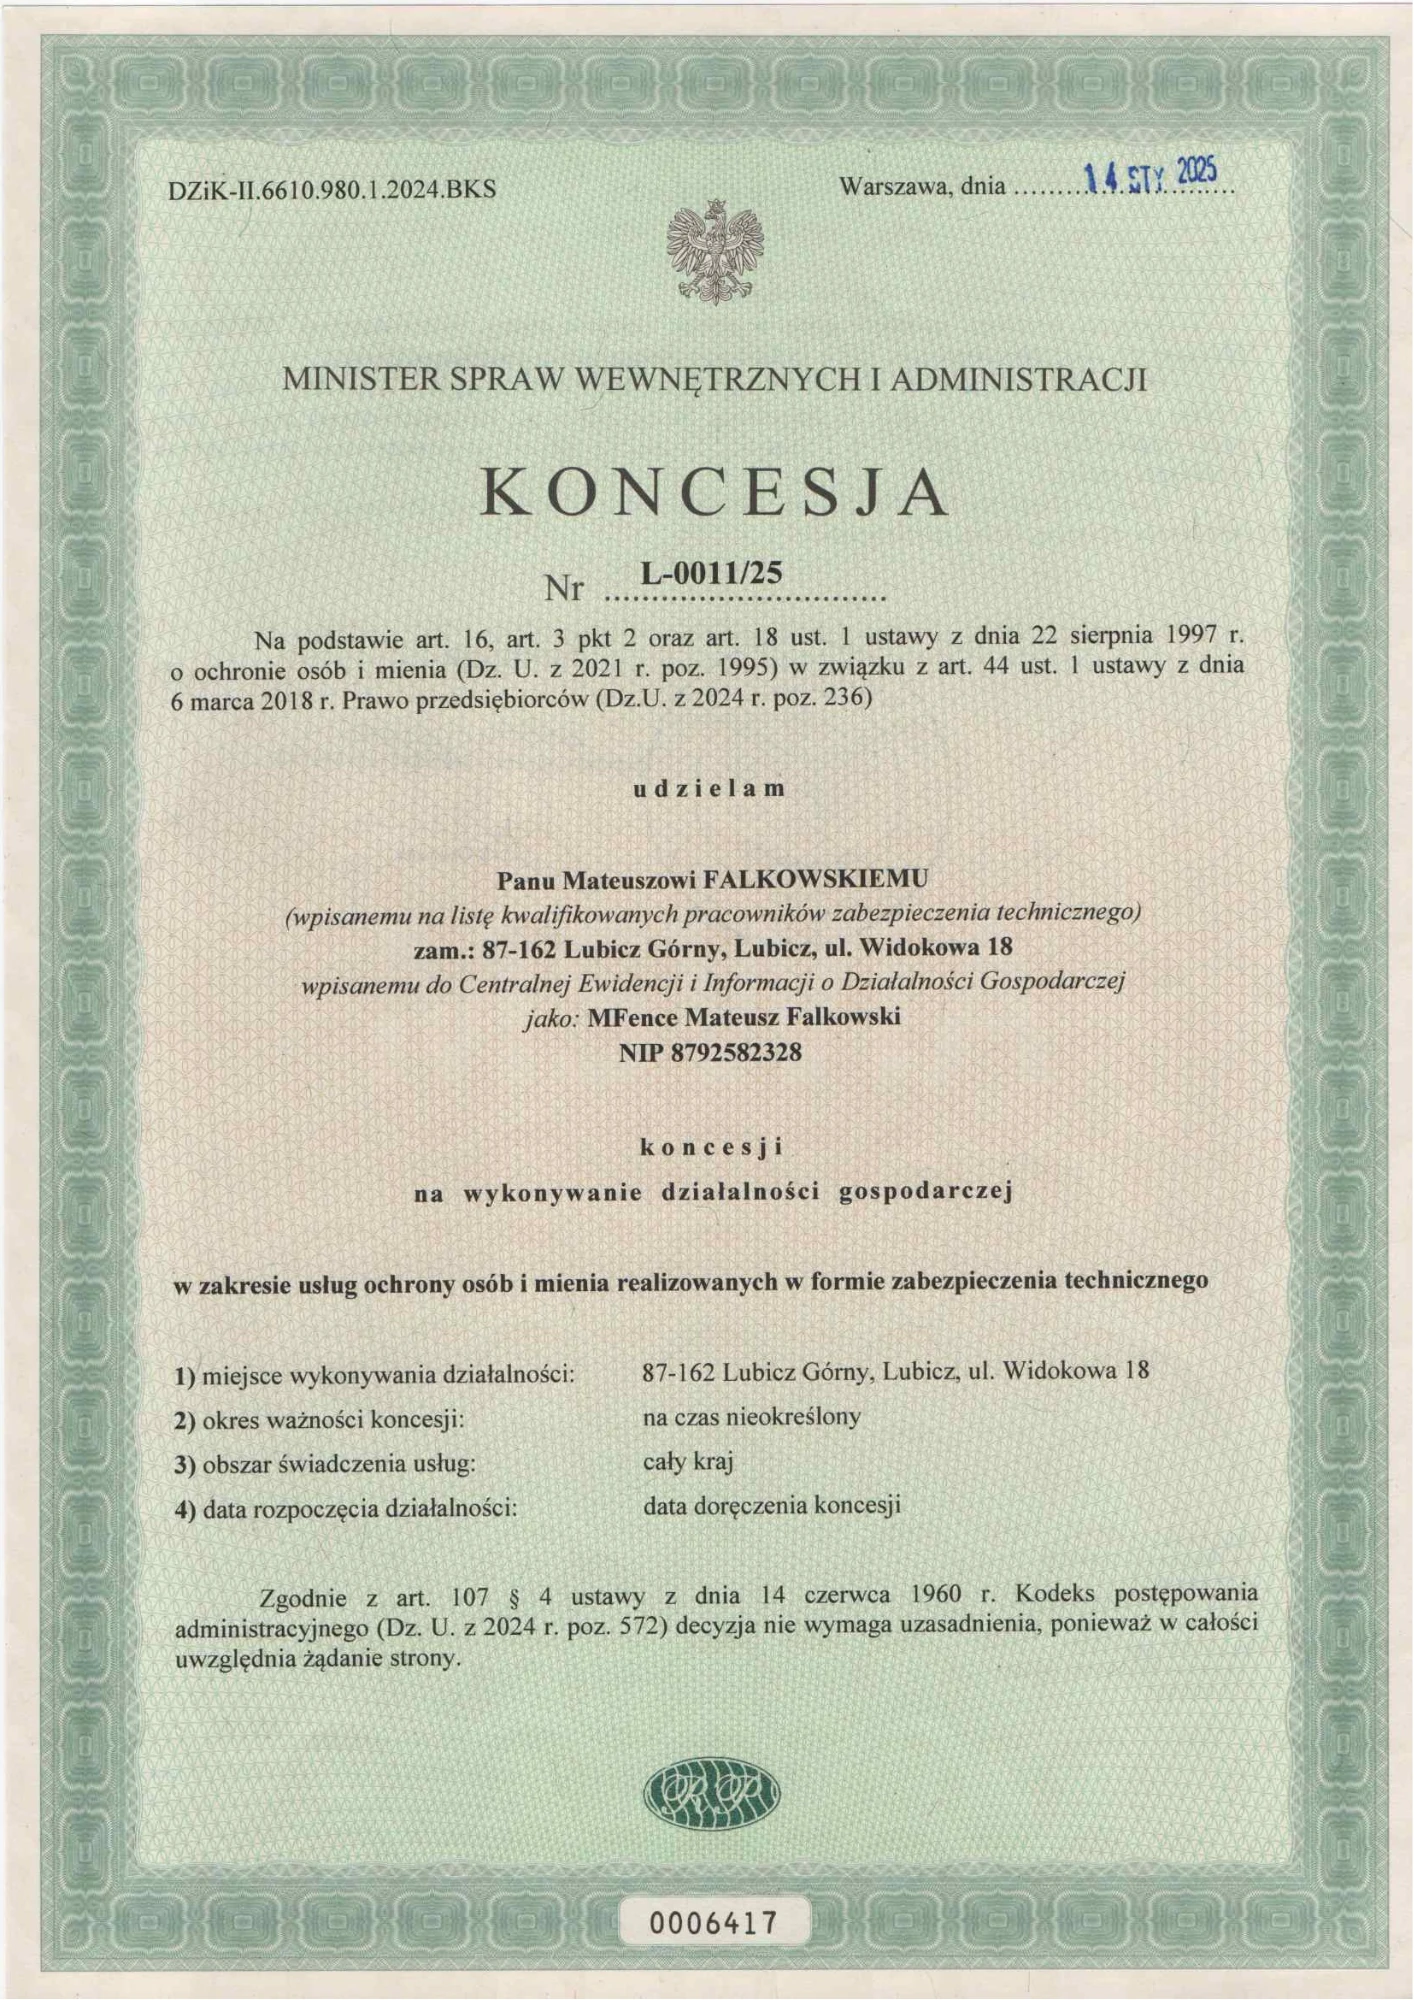 DZiK-II.6610.980.1.2024.BKS
Warszawa, dnia ........14 STY 2025........
MINISTER SPRAW WEWNĘTRZNYCH I ADMINISTRACJI
KONCESJA
Nr L-0011/25
Na podstawie art. 16, art. 3 pkt 2 oraz art. 18 ust. 1 ustawy z dnia 22 sierpnia 1997 r.
o ochronie osób i mienia (Dz. U. z 2021 r. poz. 1995) w związku z art. 44 ust. 1 ustawy z dnia
6 marca 2018 r. Prawo przedsiębiorców (Dz.U. z 2024 r. poz. 236)
udzielam
Panu Mateuszowi FALKOWSKIEMU
(wpisanemu na listę kwalifikowanych pracowników zabezpieczenia technicznego)
zam.: 87-162 Lubicz Górny, Lubicz, ul. Widokowa 18
wpisanemu do Centralnej Ewidencji i Informacji o Działalności Gospodarczej
jako: MFence Mateusz Falkowski
NIP 8792582328
koncesji
na wykonywanie działalności gospodarczej
w zakresie usług ochrony osób i mienia realizowanych w formie zabezpieczenia technicznego
1) miejsce wykonywania działalności: 87-162 Lubicz Górny, Lubicz, ul. Widokowa 18
2) okres ważności koncesji: na czas nieokreślony
3) obszar świadczenia usług: cały kraj
4) data rozpoczęcia działalności: data doręczenia koncesji
Zgodnie z art. 107 § 4 ustawy z dnia 14 czerwca 1960 r. Kodeks postępowania
administracyjnego (Dz. U. z 2024 r. poz. 572) decyzja nie wymaga uzasadnienia, ponieważ w całości
uwzględnia żądanie strony.
RP
0006417